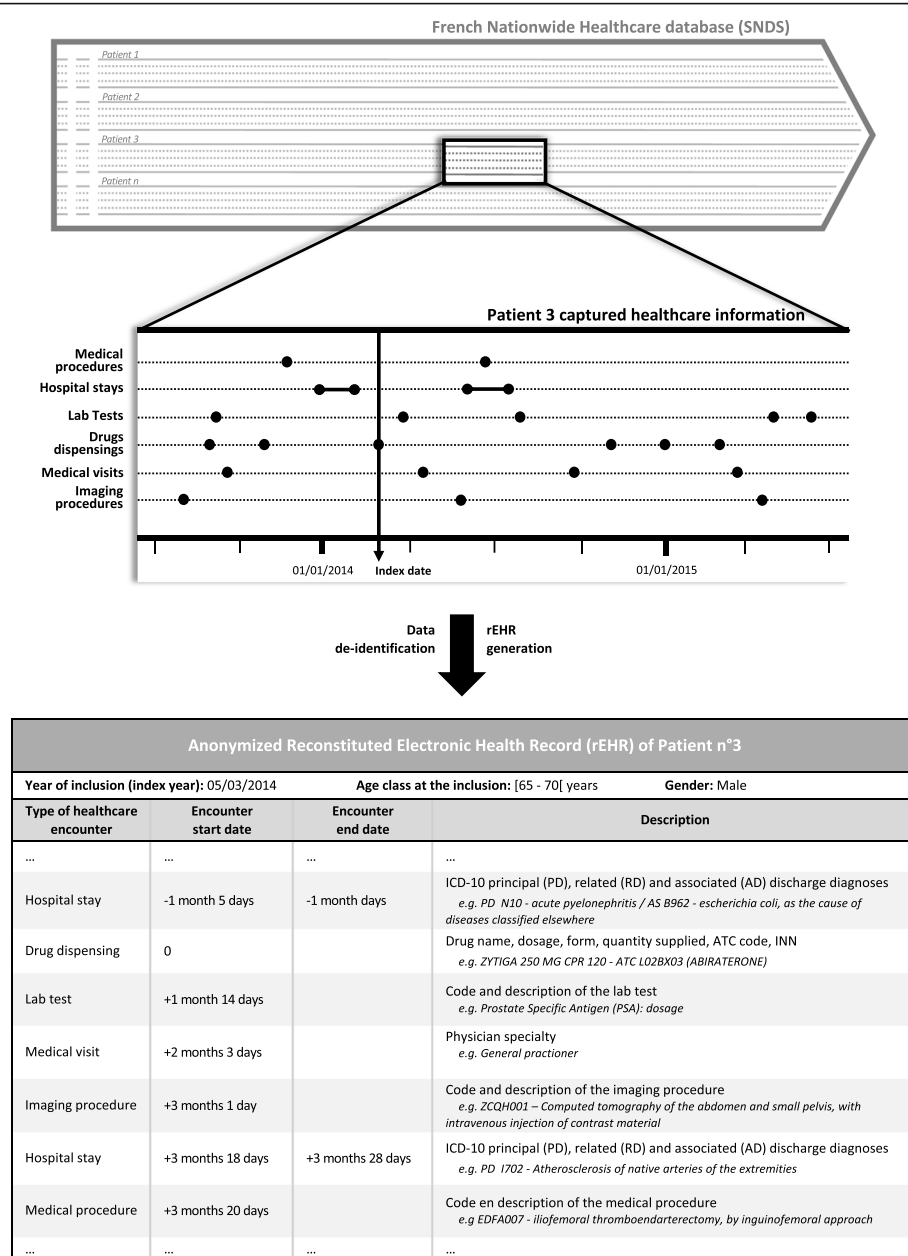 French Nationwide Healthcare database (SNDS)
Patient 1
Patient 2
Patient 3
Patient n
Patient 3 captured healthcare information
Medical
procedures
Hospital stays
Lab Tests
Drugs
dispensings
Medical visits
Imaging
procedures
01/01/2014 Index date 01/01/2015
Data rEHR
de-identification generation
Anonymized Reconstituted Electronic Health Record (rEHR) of Patient n°3
Year of inclusion (index year): 05/03/2014 Age class at the inclusion: [65 - 70[ years Gender: Male
Type of healthcare Encounter Encounter Description
encounter start date end date
... ... ... ...
Hospital stay -1 month 5 days -1 month days ICD-10 principal (PD), related (RD) and associated (AD) discharge diagnoses
e.g. PD N10 - acute pyelonephritis / AS B962 - escherichia coli, as the cause of
diseases classified elsewhere
Drug dispensing 0 Drug name, dosage, form, quantity supplied, ATC code, INN
e.g. ZYTIGA 250 MG CPR 120 - ATC L02BX03 (ABIRATERONE)
Lab test +1 month 14 days Code and description of the lab test
e.g. Prostate Specific Antigen (PSA): dosage
Medical visit +2 months 3 days Physician specialty
e.g. General practioner
Imaging procedure +3 months 1 day Code and description of the imaging procedure
e.g. ZCQH001 – Computed tomography of the abdomen and small pelvis, with
intravenous injection of contrast material
Hospital stay +3 months 18 days +3 months 28 days ICD-10 principal (PD), related (RD) and associated (AD) discharge diagnoses
e.g. PD I702 - Atherosclerosis of native arteries of the extremities
Medical procedure +3 months 20 days Code en description of the medical procedure
e.g EDFA007 - iliofemoral thromboendarterectomy, by inguinofemoral approach
... ... ... ...